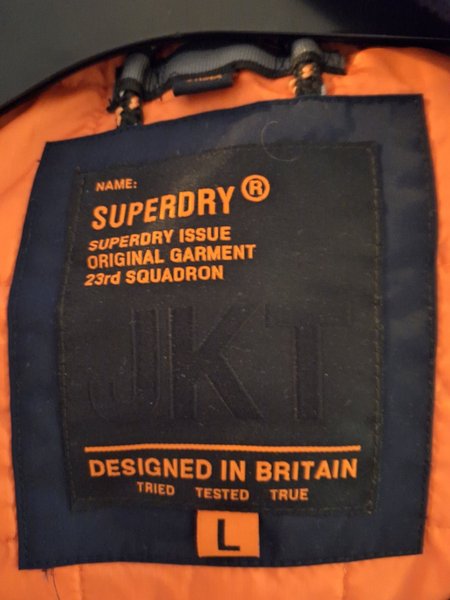 NAME:
SUPERDRY®
SUPERDRY ISSUE
ORIGINAL GARMENT
23rd SQUADRON
JKT
DESIGNED IN BRITAIN
TRIED TESTED TRUE
L